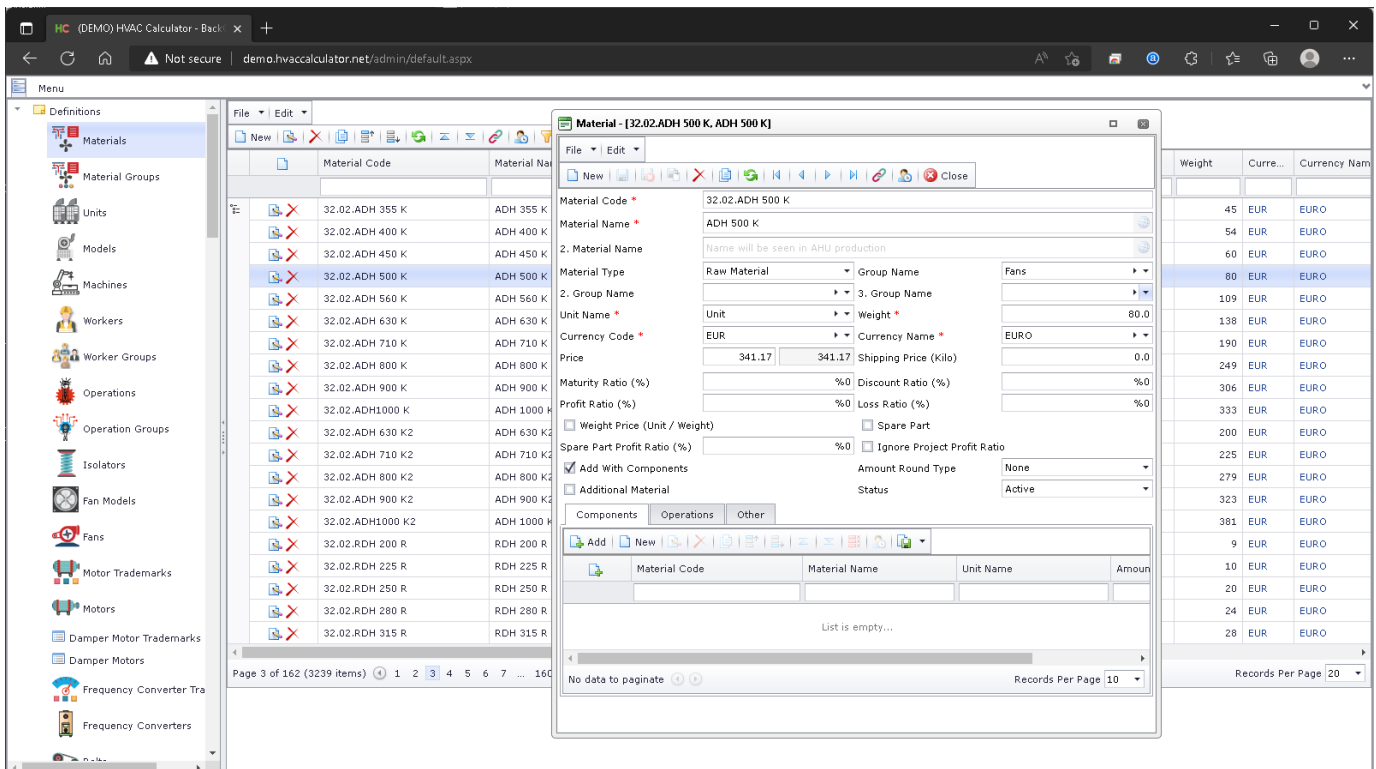 HC (DEMO) HVAC Calculator - Back
Not secure demo.hvaccalculator.net/admin/default.aspx
Menu
Definitions
Materials
Material Groups
Units
Models
Machines
Workers
Worker Groups
Operations
Operation Groups
Isolators
Fan Models
Fans
Motor Trademarks
Motors
Damper Motor Trademarks
Damper Motors
Frequency Converter Tra
Frequency Converters
File Edit
New
Material Code Material Na Weight Curre... Currency Nam
32.02.ADH 355 K ADH 355 K 45 EUR EURO
32.02.ADH 400 K ADH 400 K 54 EUR EURO
32.02.ADH 450 K ADH 450 K 60 EUR EURO
32.02.ADH 500 K ADH 500 K 80 EUR EURO
32.02.ADH 560 K ADH 560 K 109 EUR EURO
32.02.ADH 630 K ADH 630 K 138 EUR EURO
32.02.ADH 710 K ADH 710 K 190 EUR EURO
32.02.ADH 800 K ADH 800 K 249 EUR EURO
32.02.ADH 900 K ADH 900 K 306 EUR EURO
32.02.ADH1000 K ADH 1000 K 333 EUR EURO
32.02.ADH 630 K2 ADH 630 K2 200 EUR EURO
32.02.ADH 710 K2 ADH 710 K2 225 EUR EURO
32.02.ADH 800 K2 ADH 800 K2 279 EUR EURO
32.02.ADH 900 K2 ADH 900 K2 323 EUR EURO
32.02.ADH1000 K2 ADH 1000 K 381 EUR EURO
32.02.RDH 200 R RDH 200 R 9 EUR EURO
32.02.RDH 225 R RDH 225 R 10 EUR EURO
32.02.RDH 250 R RDH 250 R 20 EUR EURO
32.02.RDH 280 R RDH 280 R 24 EUR EURO
32.02.RDH 315 R RDH 315 R 28 EUR EURO
Page 3 of 162 (3239 items) 1 2 3 4 5 6 7 … 160 Records Per Page 20
Material - [32.02.ADH 500 K, ADH 500 K]
File Edit
New Close
Material Code * 32.02.ADH 500 K
Material Name * ADH 500 K
2. Material Name Name will be seen in AHU production
Material Type Raw Material Group Name Fans
2. Group Name 3. Group Name
Unit Name * Unit Weight * 80.0
Currency Code * EUR Currency Name * EURO
Price 341.17 341.17 Shipping Price (Kilo) 0.0
Maturity Ratio (%) %0 Discount Ratio (%) %0
Profit Ratio (%) %0 Loss Ratio (%) %0
Weight Price (Unit / Weight) Spare Part
Spare Part Profit Ratio (%) %0 Ignore Project Profit Ratio
Add With Components Amount Round Type None
Additional Material Status Active
Components Operations Other
Add New
Material Code Material Name Unit Name Amoun
List is empty...
No data to paginate Records Per Page 10